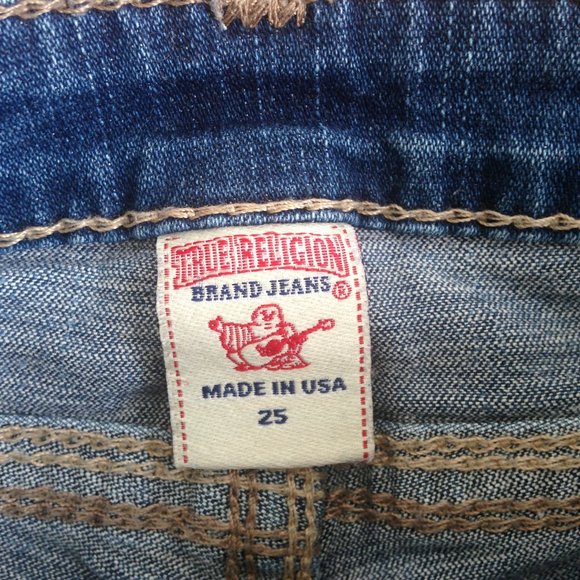 TRUE RELIGION
BRAND JEANS®
MADE IN USA
25